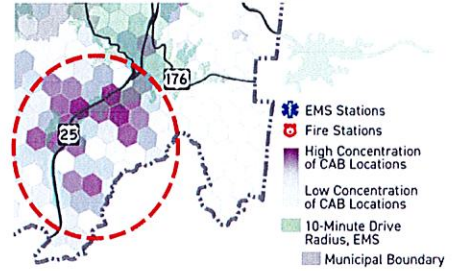 176
25
EMS Stations
Fire Stations
High Concentration
of CAB Locations
Low Concentration
of CAB Locations
10-Minute Drive
Radius, EMS
Municipal Boundary